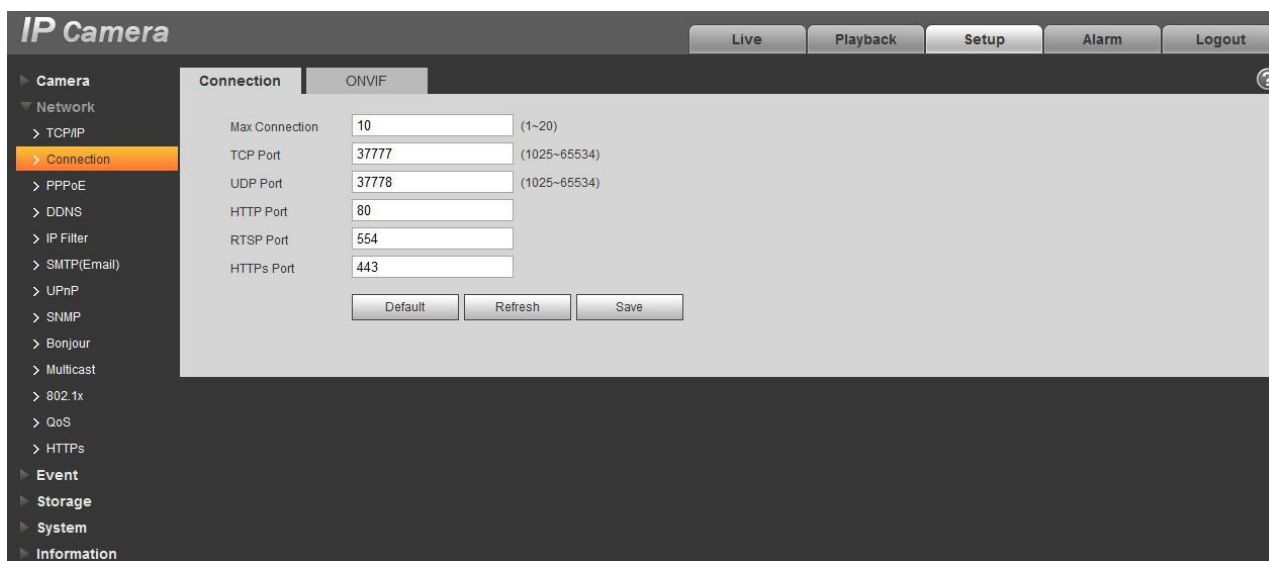 IP Camera
Live Playback Setup Alarm Logout
Camera
Network
> TCP/IP
> Connection
> PPPoE
> DDNS
> IP Filter
> SMTP(Email)
> UPnP
> SNMP
> Bonjour
> Multicast
> 802.1x
> QoS
> HTTPs
Event
Storage
System
Information
Connection ONVIF
?
Max Connection 10 (1~20)
TCP Port 37777 (1025~65534)
UDP Port 37778 (1025~65534)
HTTP Port 80
RTSP Port 554
HTTPs Port 443
Default Refresh Save